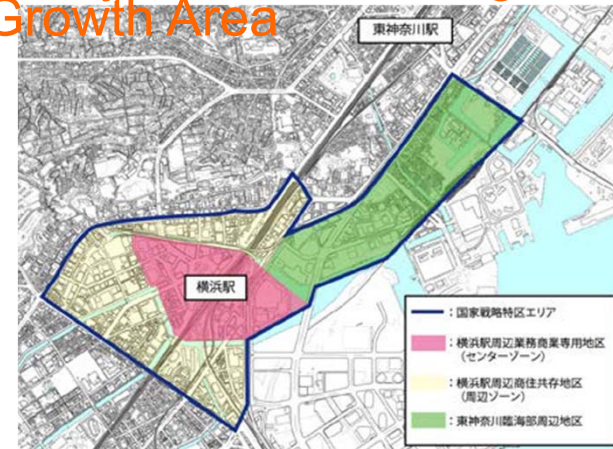 Growth Area
東神奈川駅
横浜駅
：国家戦略特区エリア
：横浜駅周辺業務商業専用地区
（センターゾーン）
：横浜駅周辺商住共存地区
（周辺ゾーン）
：東神奈川臨海部周辺地区